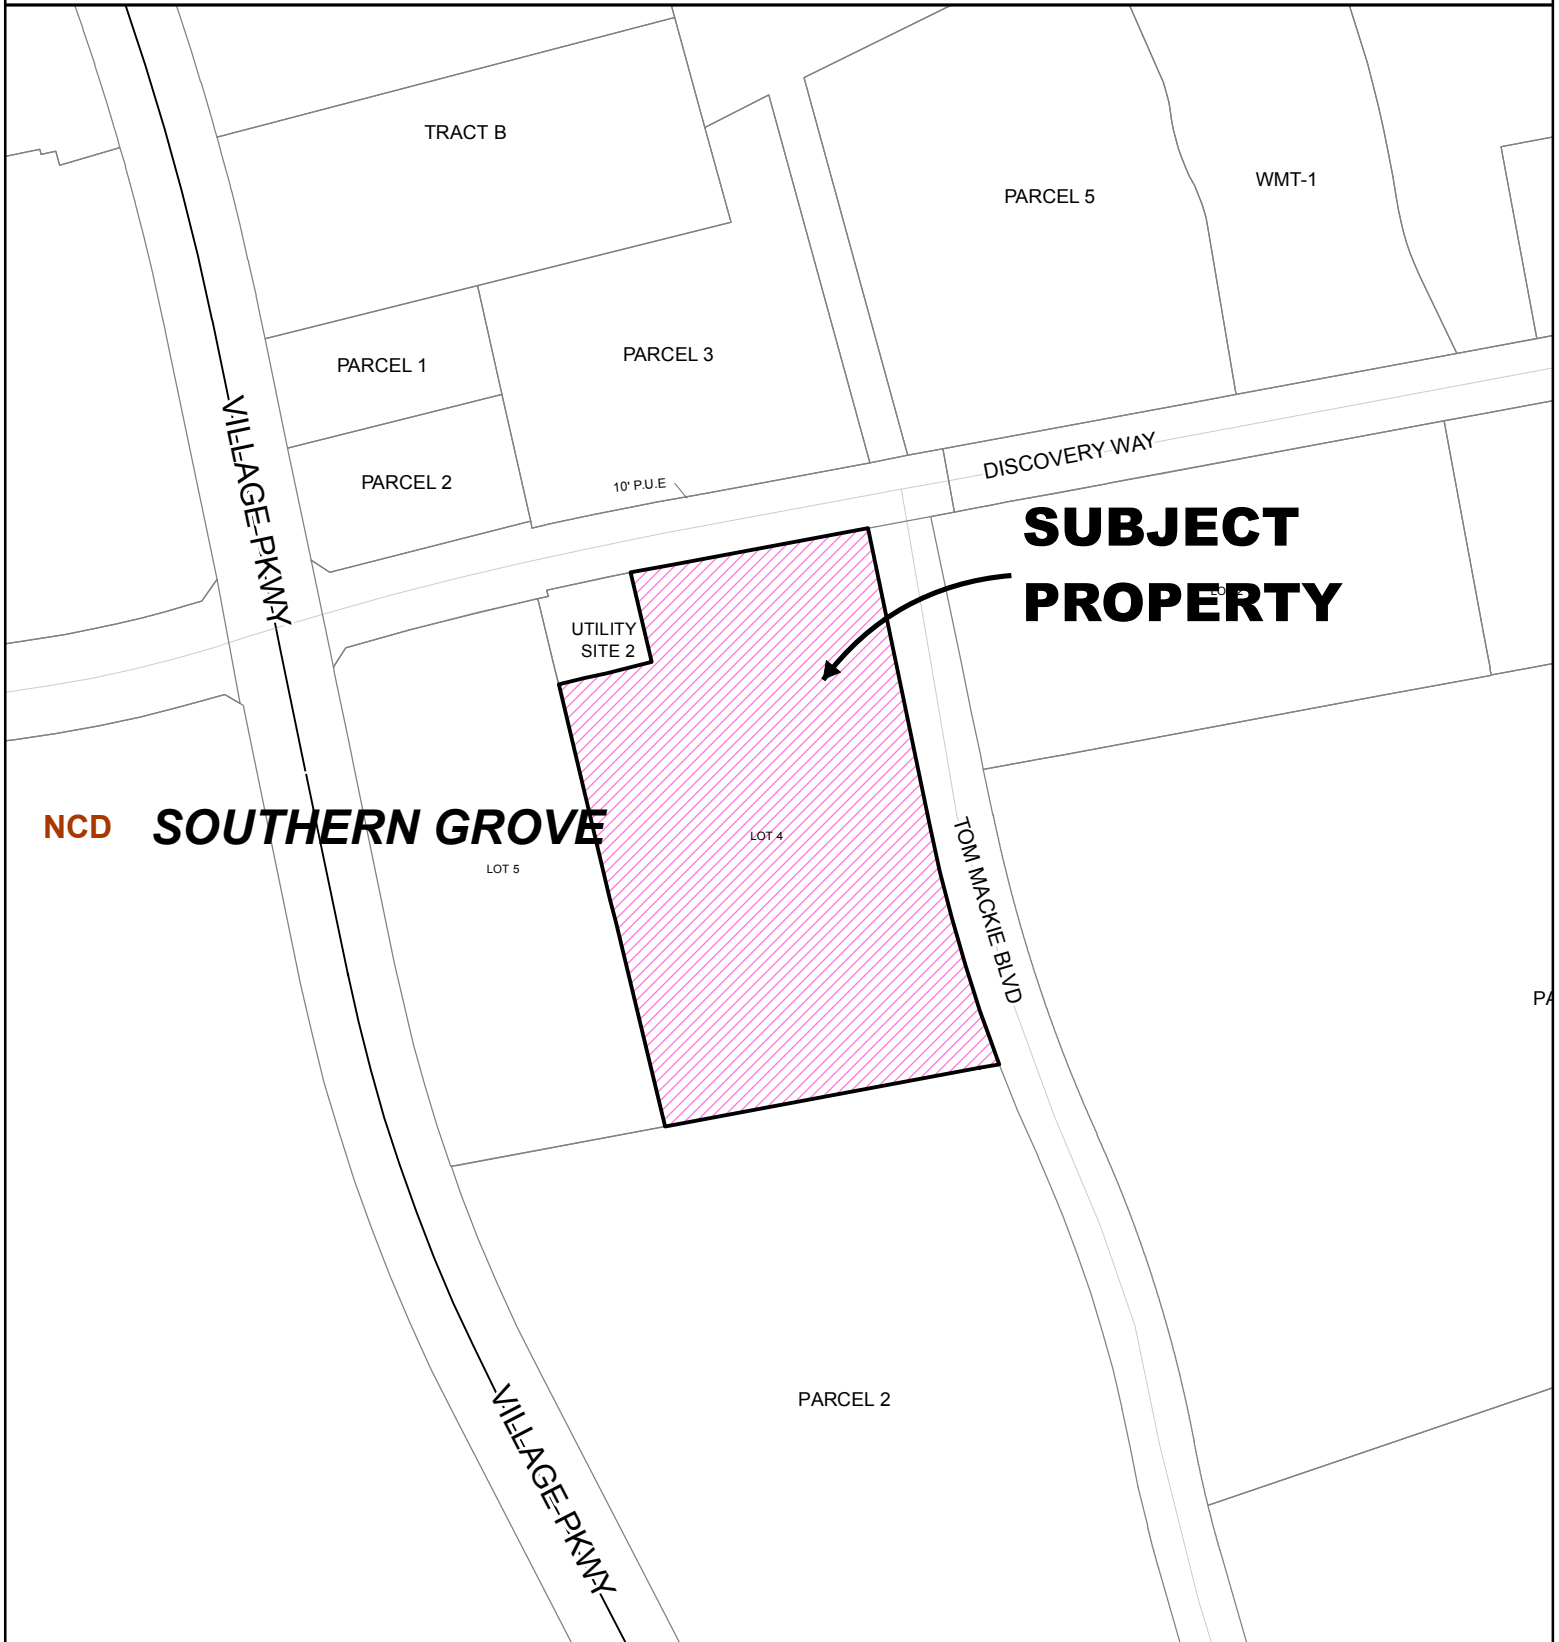 TRACT B
PARCEL 5
WMT-1
PARCEL 1
PARCEL 3
PARCEL 2
10' P.U.E
DISCOVERY WAY
VILLAGE PKWY
SUBJECT
PROPERTY
UTILITY
SITE 2
NCD
SOUTHERN GROVE
LOT 4
LOT 5
TOM MACKIE BLVD
PARCEL 2
VILLAGE PKWY